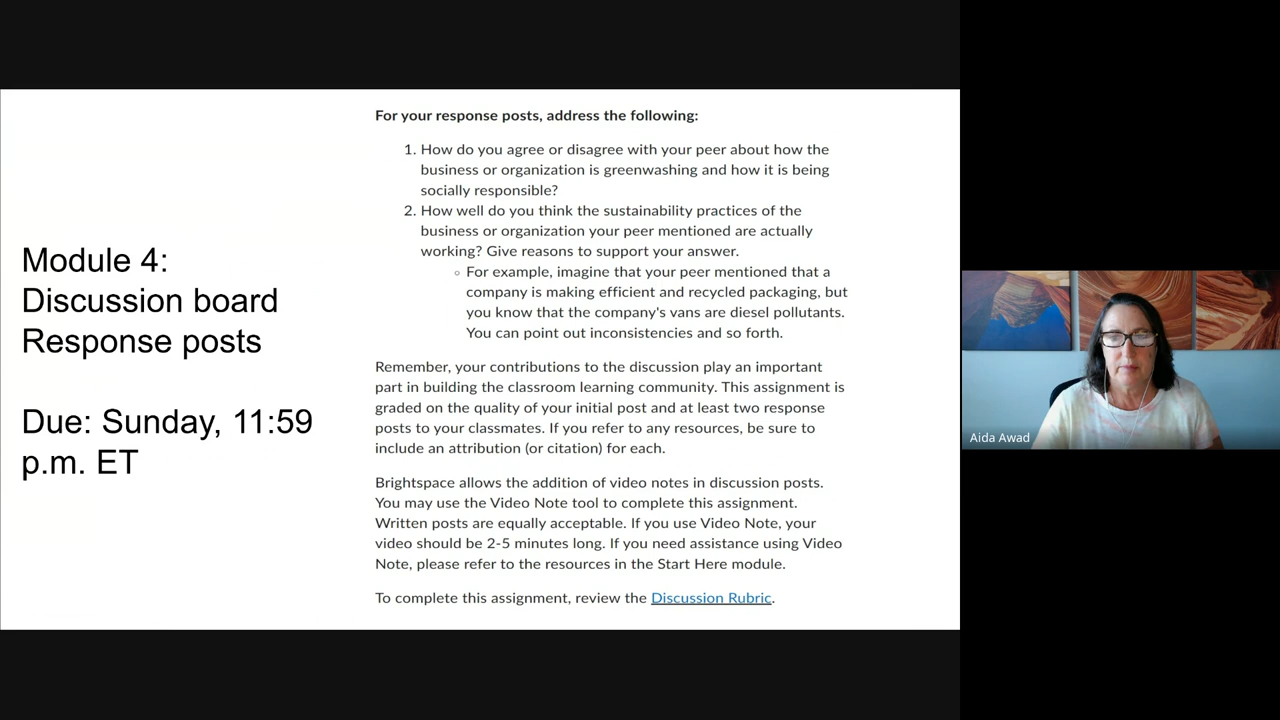 Module 4:
Discussion board
Response posts
Due: Sunday, 11:59
p.m. ET
For your response posts, address the following:
1. How do you agree or disagree with your peer about how the
business or organization is greenwashing and how it is being
socially responsible?
2. How well do you think the sustainability practices of the
business or organization your peer mentioned are actually
working? Give reasons to support your answer.
◦ For example, imagine that your peer mentioned that a
company is making efficient and recycled packaging, but
you know that the company's vans are diesel pollutants.
You can point out inconsistencies and so forth.
Remember, your contributions to the discussion play an important
part in building the classroom learning community. This assignment is
graded on the quality of your initial post and at least two response
posts to your classmates. If you refer to any resources, be sure to
include an attribution (or citation) for each.
Brightspace allows the addition of video notes in discussion posts.
You may use the Video Note tool to complete this assignment.
Written posts are equally acceptable. If you use Video Note, your
video should be 2-5 minutes long. If you need assistance using Video
Note, please refer to the resources in the Start Here module.
To complete this assignment, review the Discussion Rubric.
Aida Awad